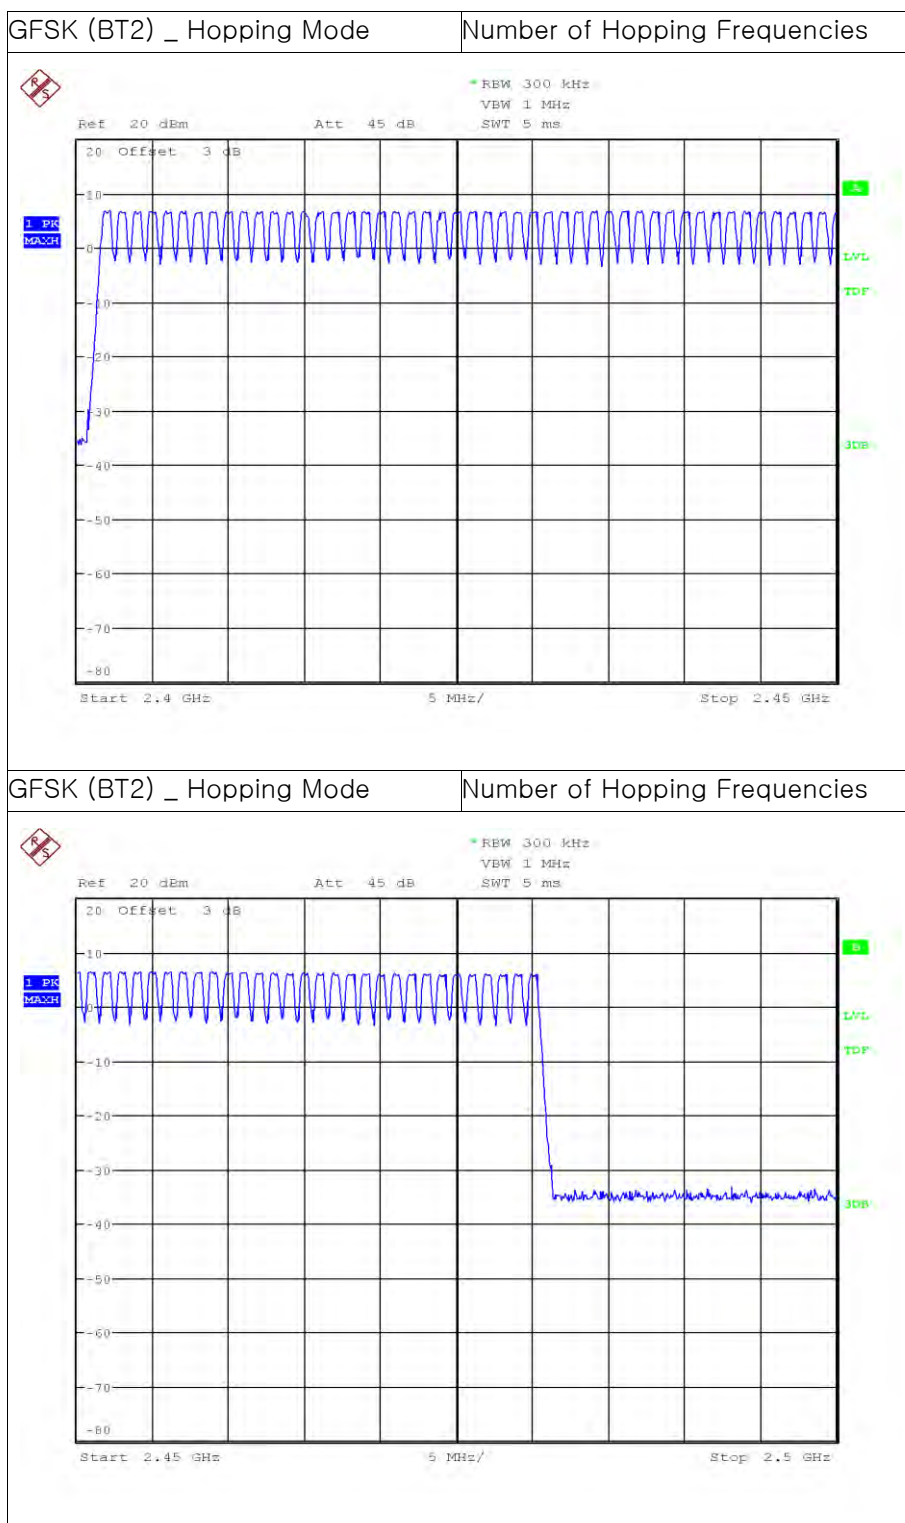 GFSK (BT2) _ Hopping Mode Number of Hopping Frequencies
R S
* RBW 300 kHz
VBW 1 MHz
Ref 20 dBm Att 45 dB SWT 5 ms
20 Offset 3 dB
10
A
1 PK
MAXH
0
LVL
TDF
-10
-20
-30
3DB
-40
-50
-60
-70
-80
Start 2.4 GHz 5 MHz/ Stop 2.45 GHz
GFSK (BT2) _ Hopping Mode Number of Hopping Frequencies
R S
* RBW 300 kHz
VBW 1 MHz
Ref 20 dBm Att 45 dB SWT 5 ms
20 Offset 3 dB
10
B
1 PK
MAXH
0
LVL
TDF
-10
-20
-30
3DB
-40
-50
-60
-70
-80
Start 2.45 GHz 5 MHz/ Stop 2.5 GHz